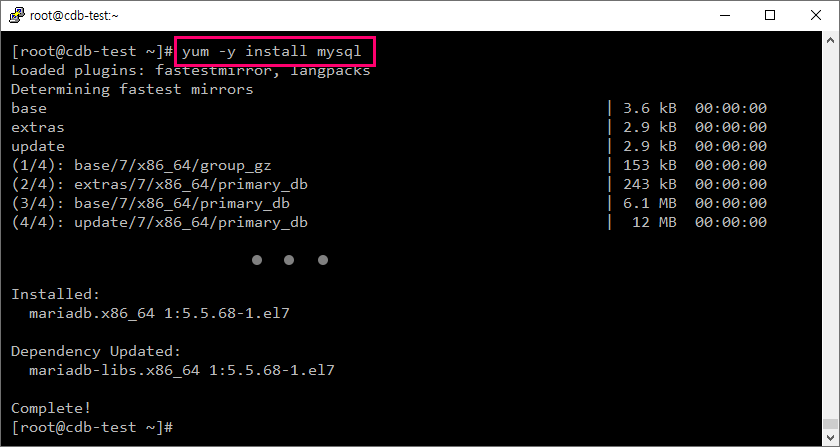 root@cdb-test:~
[root@cdb-test ~]# yum -y install mysql
Loaded plugins: fastestmirror, langpacks
Determining fastest mirrors
base | 3.6 kB 00:00:00
extras | 2.9 kB 00:00:00
update | 2.9 kB 00:00:00
(1/4): base/7/x86_64/group_gz | 153 kB 00:00:00
(2/4): extras/7/x86_64/primary_db | 243 kB 00:00:00
(3/4): base/7/x86_64/primary_db | 6.1 MB 00:00:00
(4/4): update/7/x86_64/primary_db | 12 MB 00:00:00
● ● ●
Installed:
mariadb.x86_64 1:5.5.68-1.el7
Dependency Updated:
mariadb-libs.x86_64 1:5.5.68-1.el7
Complete!
[root@cdb-test ~]#